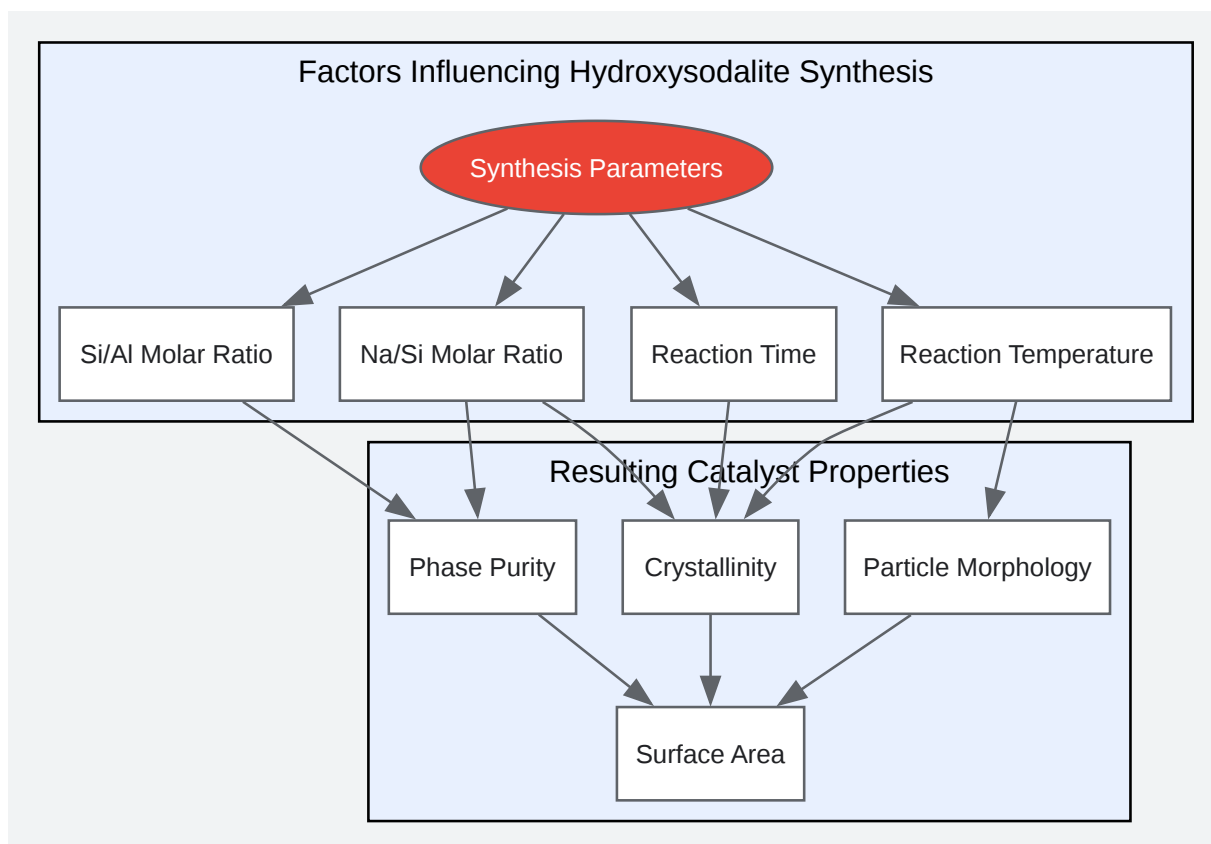 Factors Influencing Hydroxysodalite Synthesis
Synthesis Parameters
Si/Al Molar Ratio
Na/Si Molar Ratio
Reaction Time
Reaction Temperature
Resulting Catalyst Properties
Phase Purity
Crystallinity
Particle Morphology
Surface Area